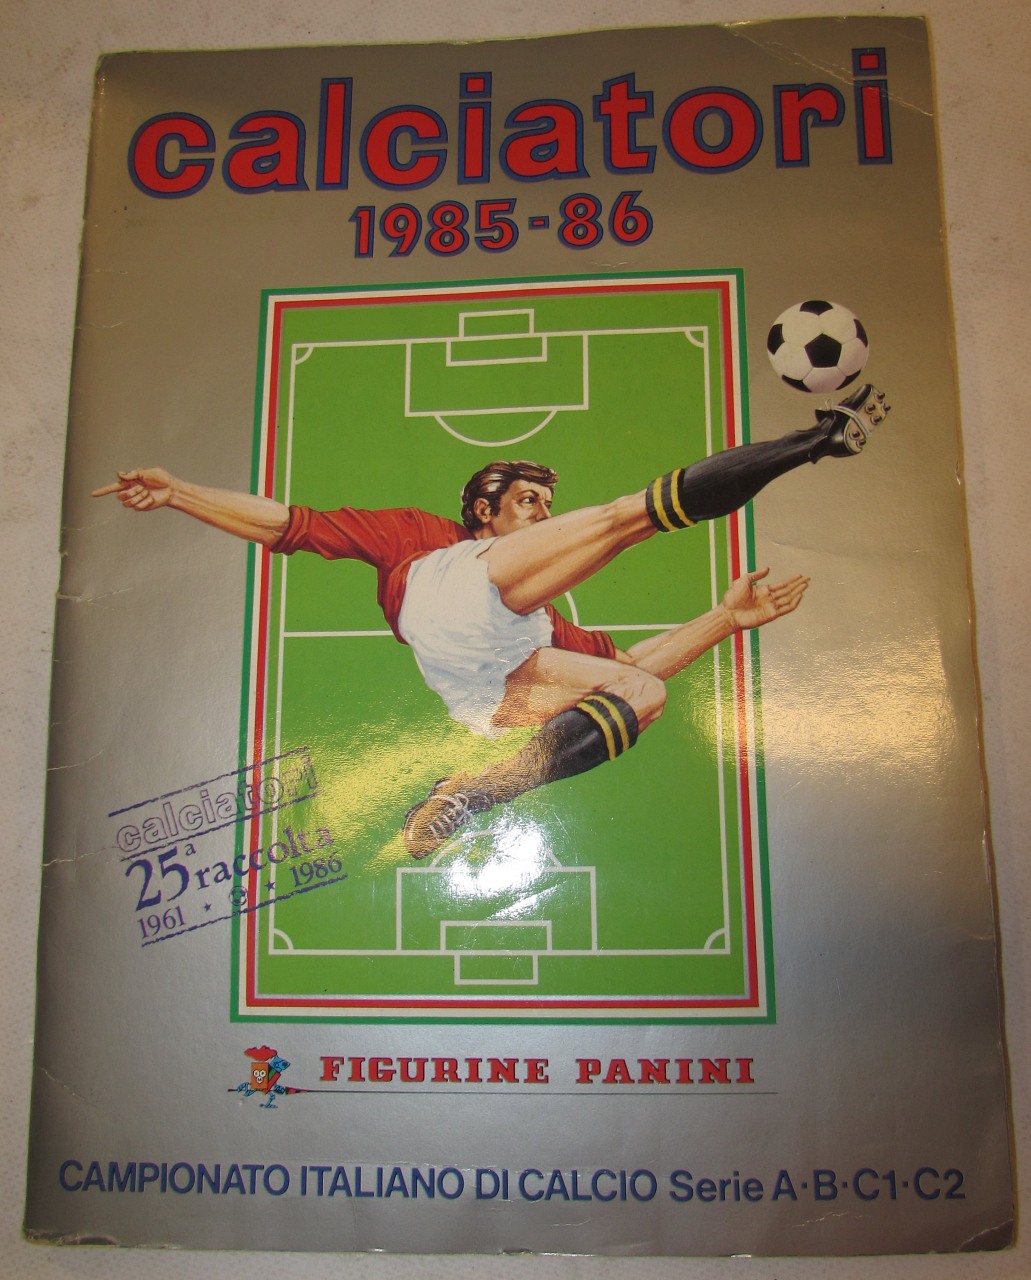 calciatori
1985-86
calciatori
25ª raccolta
1961 ★ ★ 1986
FIGURINE PANINI
CAMPIONATO ITALIANO DI CALCIO Serie A·B·C1·C2